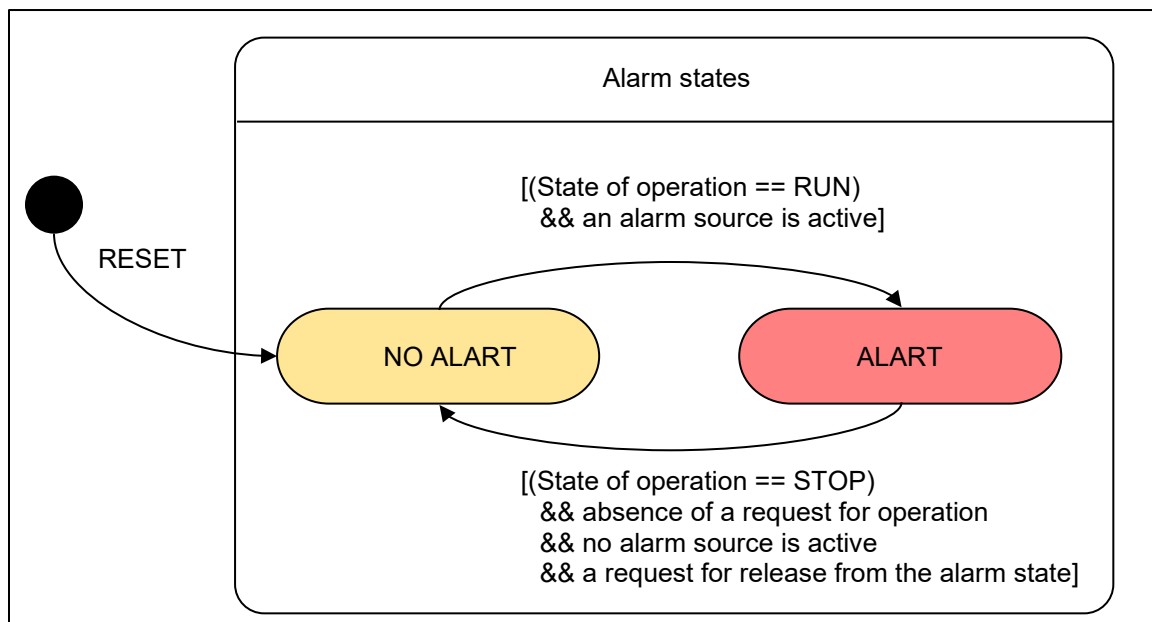 Alarm states
[(State of operation == RUN)
&& an alarm source is active]
RESET
NO ALART
ALART
[(State of operation == STOP)
&& absence of a request for operation
&& no alarm source is active
&& a request for release from the alarm state]